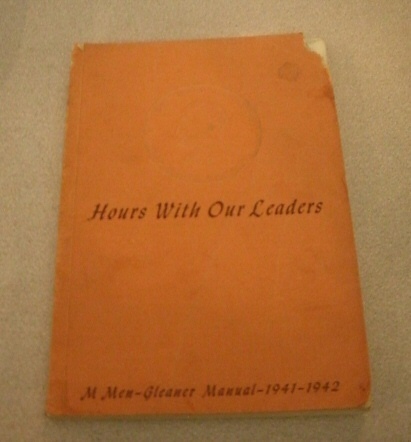 Hours With Our Leaders
M Men-Gleaner Manual-1941-1942